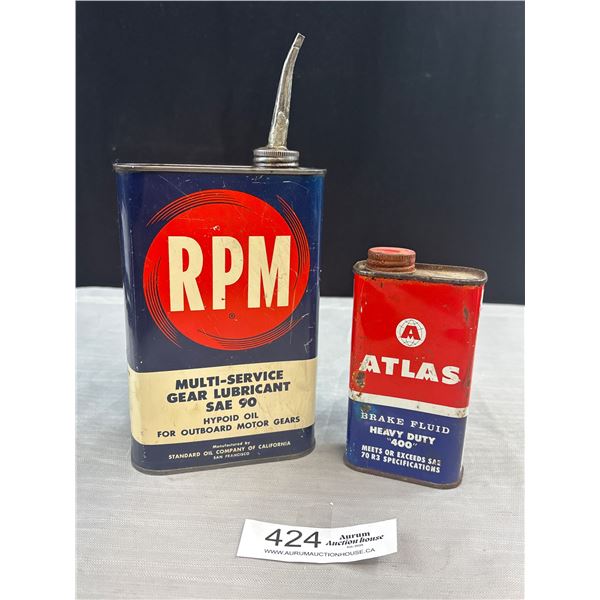 RPM
®
MULTI-SERVICE
GEAR LUBRICANT
SAE 90
HYPOID OIL
FOR OUTBOARD MOTOR GEARS
Manufactured by
STANDARD OIL COMPANY OF CALIFORNIA
SAN FRANCISCO
A
ATLAS
BRAKE FLUID
HEAVY DUTY
"400"
MEETS OR EXCEEDS SAE
70 R3 SPECIFICATIONS
424
Aurum
Auction house
WWW.AURUMAUCTIONHOUSE.CA